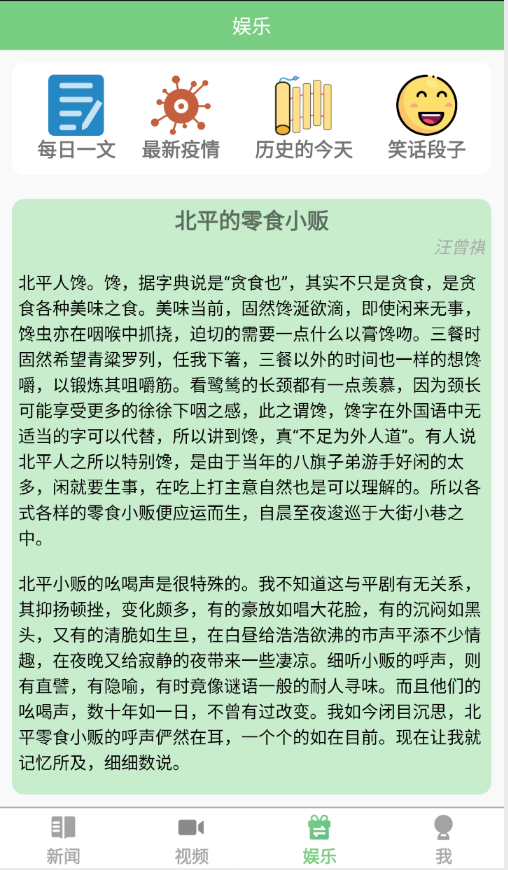 娱乐
每日一文 最新疫情 历史的今天 笑话段子
北平的零食小贩
汪曾祺
北平人馋。馋，据字典说是“贪食也”，其实不只是贪食，是贪
食各种美味之食。美味当前，固然馋涎欲滴，即使闲来无事，
馋虫亦在咽喉中抓挠，迫切的需要一点什么以膏馋吻。三餐时
固然希望青粱罗列，任我下箸，三餐以外的时间也一样的想馋
嚼，以锻炼其咀嚼筋。看鹭鸶的长颈都有一点羡慕，因为颈长
可能享受更多的徐徐下咽之感，此之谓馋，馋字在外国语中无
适当的字可以代替，所以讲到馋，真“不足为外人道”。有人说
北平人之所以特别馋，是由于当年的八旗子弟游手好闲的太
多，闲就要生事，在吃上打主意自然也是可以理解的。所以各
式各样的零食小贩便应运而生，自晨至夜逡巡于大街小巷之
中。
北平小贩的吆喝声是很特殊的。我不知道这与平剧有无关系，
其抑扬顿挫，变化颇多，有的豪放如唱大花脸，有的沉闷如黑
头，又有的清脆如生旦，在白昼给浩浩欲沸的市声平添不少情
趣，在夜晚又给寂静的夜带来一些凄凉。细听小贩的呼声，则
有直譬，有隐喻，有时竟像谜语一般的耐人寻味。而且他们的
吆喝声，数十年如一日，不曾有过改变。我如今闭目沉思，北
平零食小贩的呼声俨然在耳，一个个的如在目前。现在让我就
记忆所及，细细数说。
新闻 视频 娱乐 我